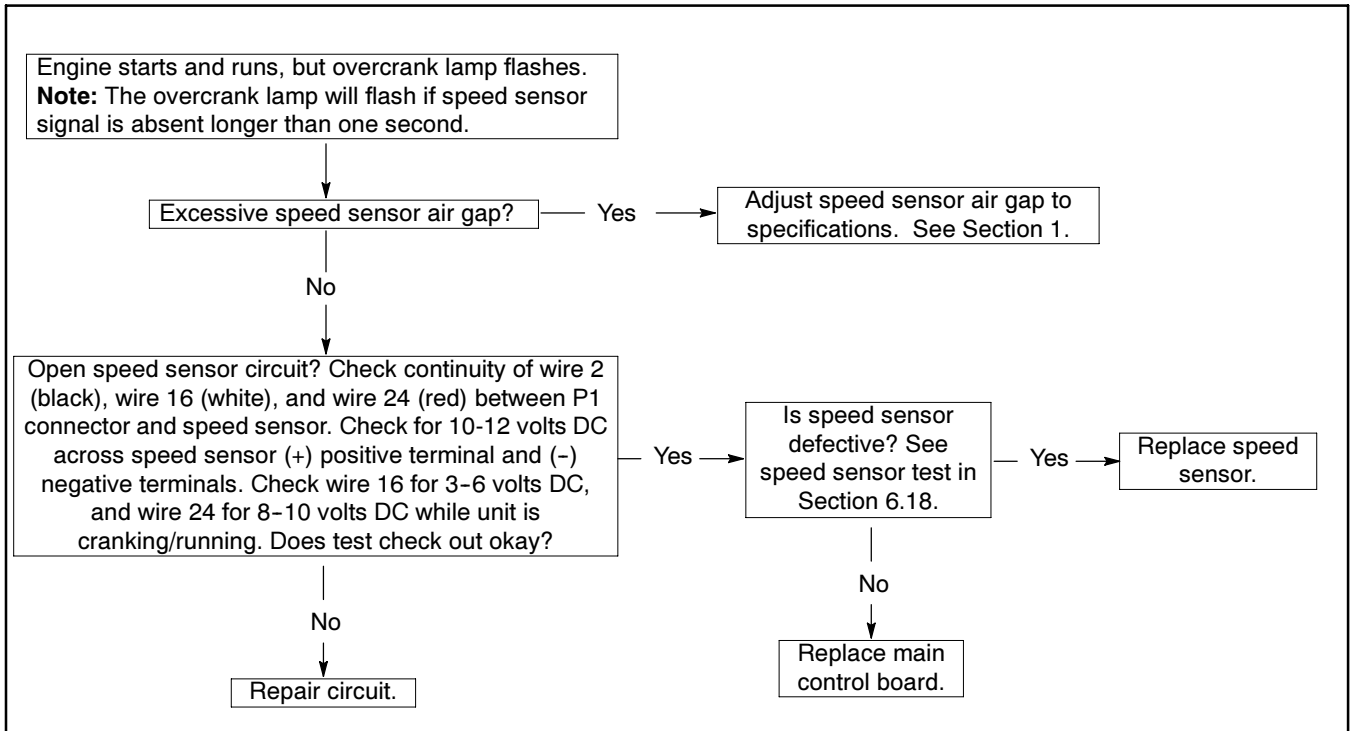 Engine starts and runs, but overcrank lamp flashes.
Note: The overcrank lamp will flash if speed sensor
signal is absent longer than one second.
Excessive speed sensor air gap?
Yes
Adjust speed sensor air gap to
specifications. See Section 1.
No
Open speed sensor circuit? Check continuity of wire 2
(black), wire 16 (white), and wire 24 (red) between P1
connector and speed sensor. Check for 10-12 volts DC
across speed sensor (+) positive terminal and (-)
negative terminals. Check wire 16 for 3-6 volts DC,
and wire 24 for 8-10 volts DC while unit is
cranking/running. Does test check out okay?
Yes
Is speed sensor
defective? See
speed sensor test in
Section 6.18.
Yes
Replace speed
sensor.
No
Repair circuit.
No
Replace main
control board.